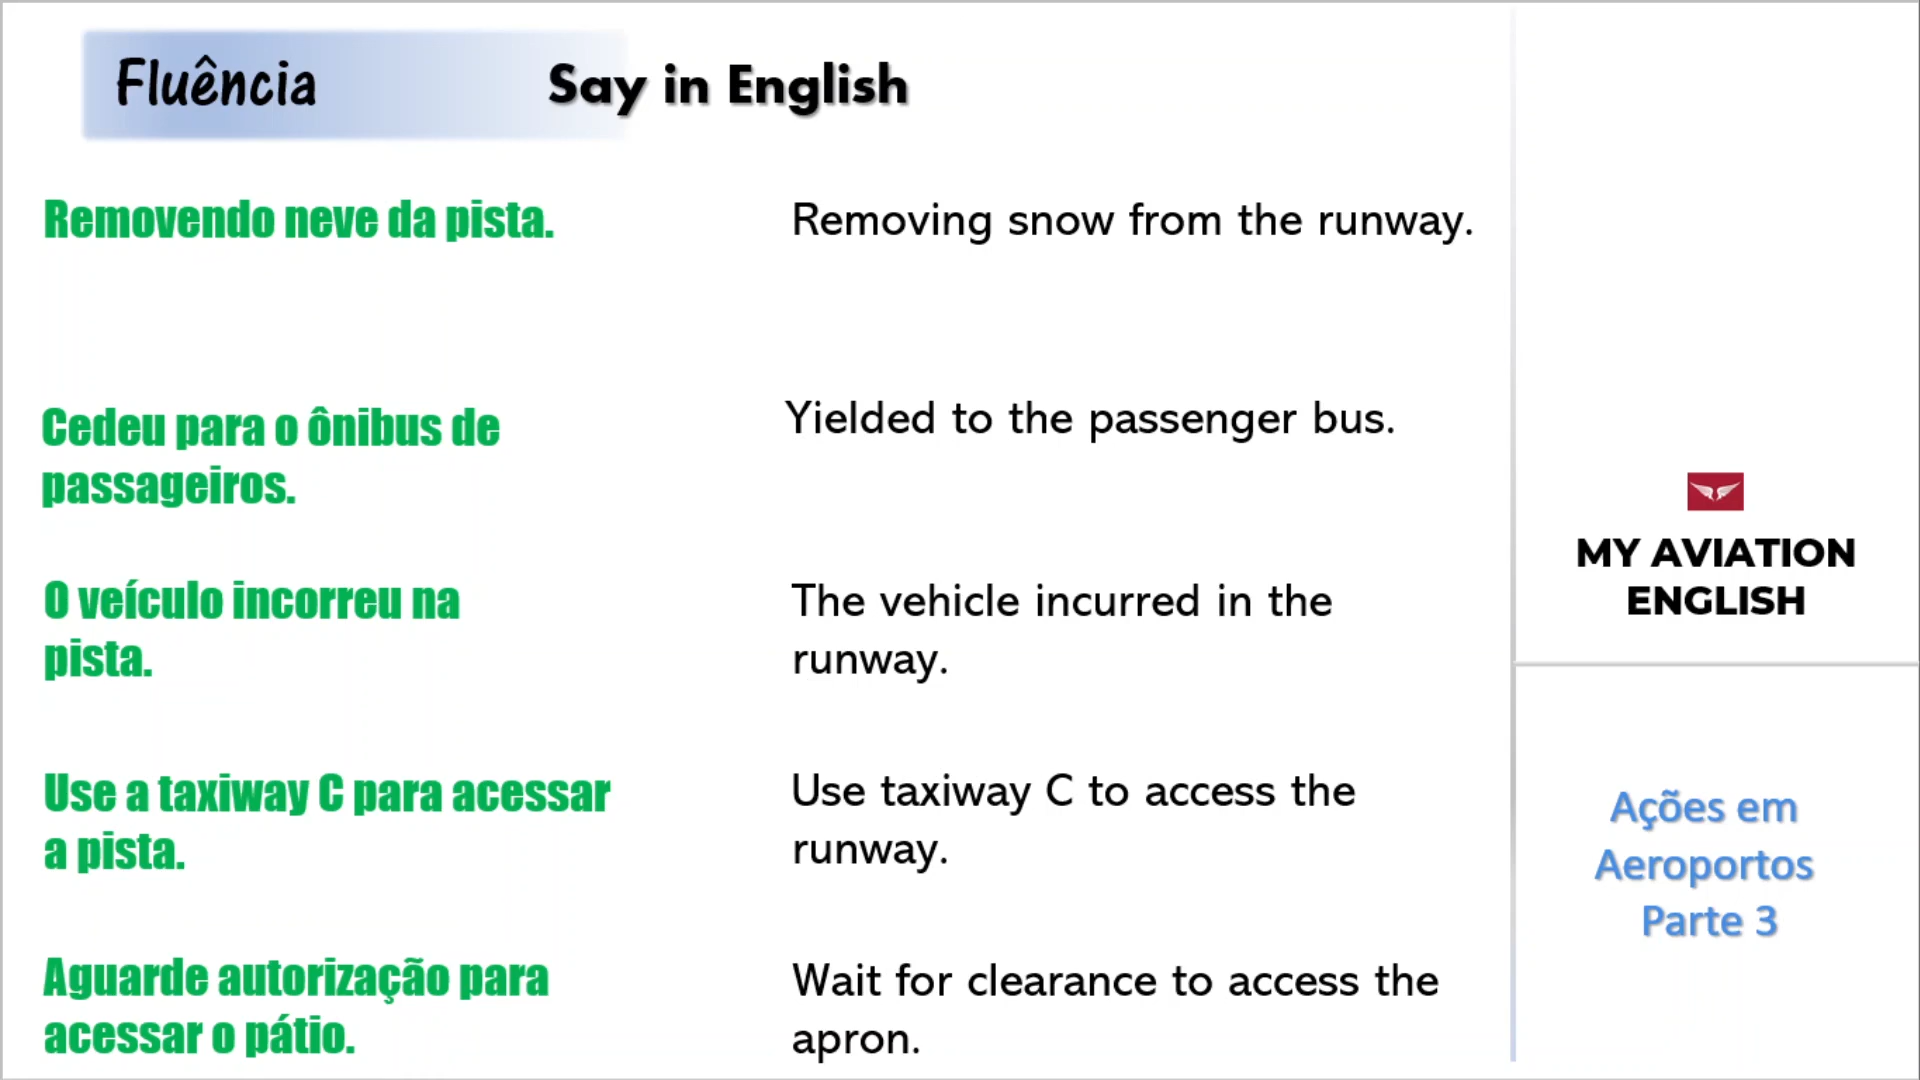 Fluência
Say in English
Removendo neve da pista.
Removing snow from the runway.
Cedeu para o ônibus de
passageiros.
Yielded to the passenger bus.
O veículo incorreu na
pista.
The vehicle incurred in the
runway.
Use a taxiway C para acessar
a pista.
Use taxiway C to access the
runway.
Aguarde autorização para
acessar o pátio.
Wait for clearance to access the
apron.
MY AVIATION
ENGLISH
Ações em
Aeroportos
Parte 3